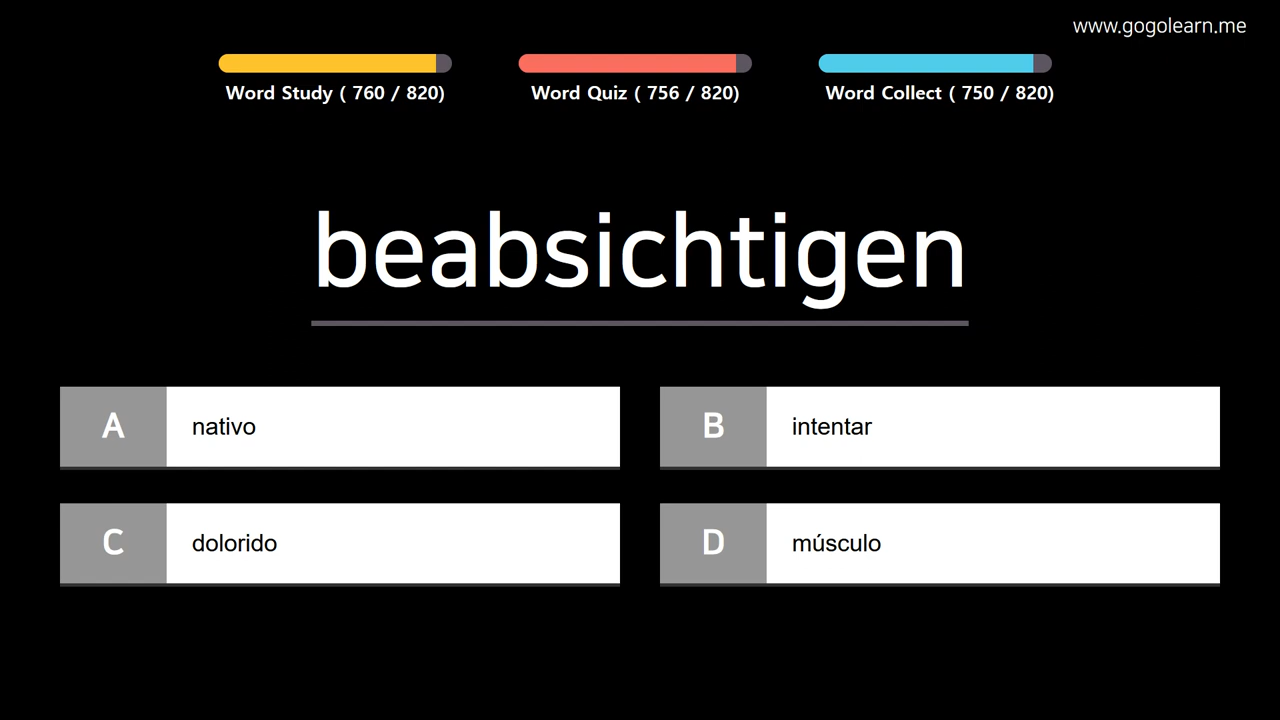 www.gogolearn.me
Word Study ( 760 / 820)
Word Quiz ( 756 / 820)
Word Collect ( 750 / 820)
beabsichtigen
A
nativo
B
intentar
C
dolorido
D
músculo